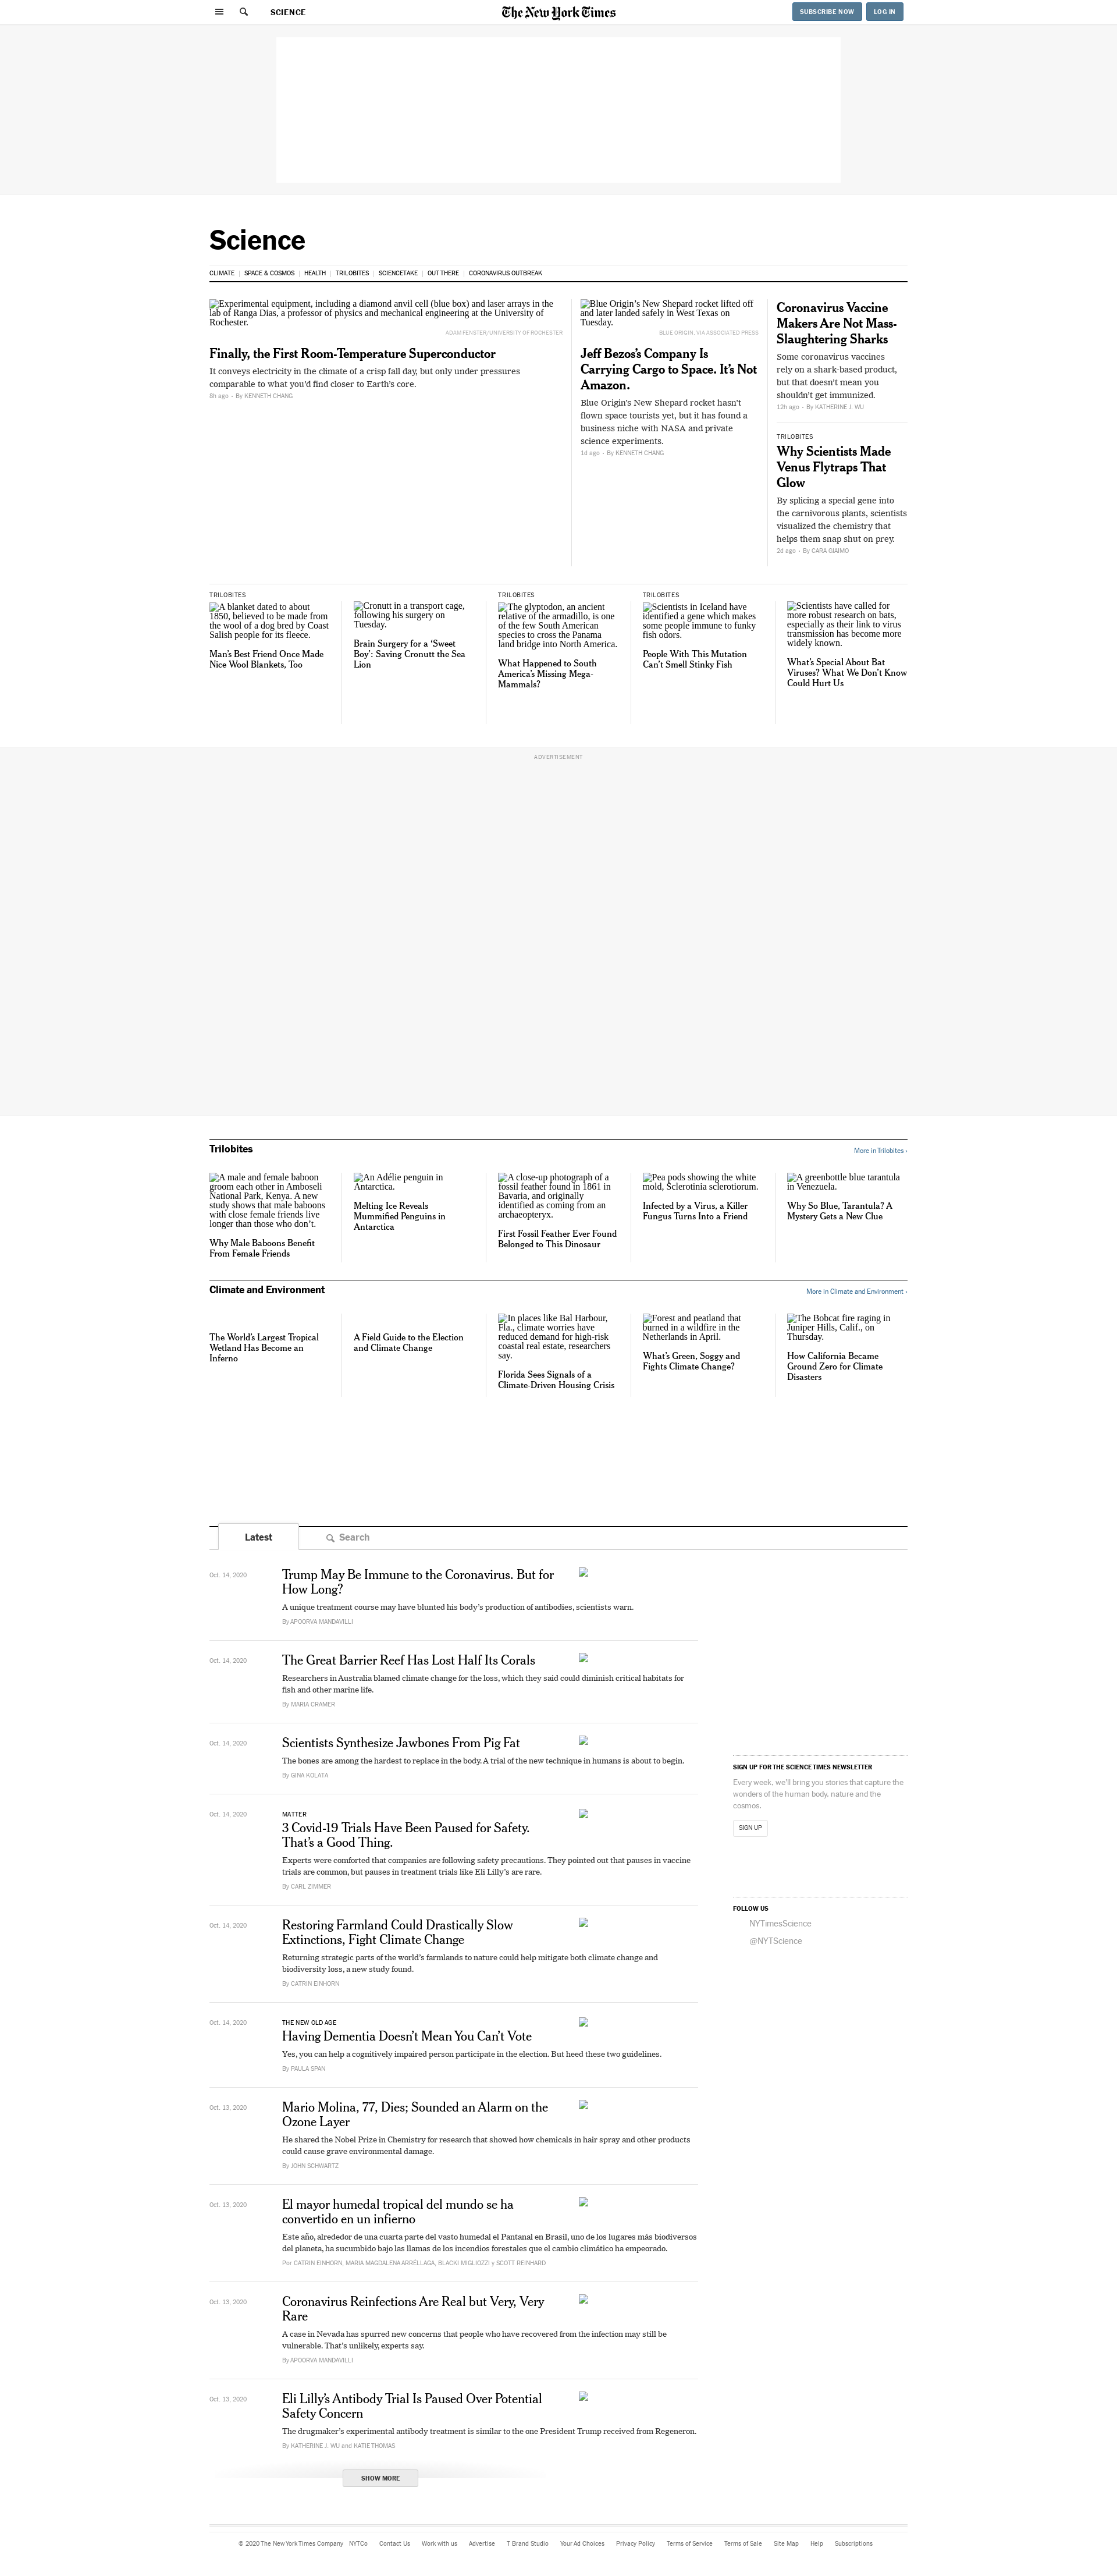 SCIENCE
The New York Times
SUBSCRIBE NOW
LOG IN
Science
CLIMATE
SPACE & COSMOS
HEALTH
TRILOBITES
SCIENCETAKE
OUT THERE
CORONAVIRUS OUTBREAK
Experimental equipment, including a diamond anvil cell (blue box) and laser arrays in the
lab of Ranga Dias, a professor of physics and mechanical engineering at the University of
Rochester.
ADAM FENSTER/UNIVERSITY OF ROCHESTER
Finally, the First Room-Temperature Superconductor
It conveys electricity in the climate of a crisp fall day, but only under pressures
comparable to what you’d find closer to Earth’s core.
8h ago • By KENNETH CHANG
Blue Origin’s New Shepard rocket lifted off
and later landed safely in West Texas on
Tuesday.
BLUE ORIGIN, VIA ASSOCIATED PRESS
Jeff Bezos’s Company Is
Carrying Cargo to Space. It’s Not
Amazon.
Blue Origin’s New Shepard rocket hasn’t
flown space tourists yet, but it has found a
business niche with NASA and private
science experiments.
1d ago • By KENNETH CHANG
Coronavirus Vaccine
Makers Are Not Mass-
Slaughtering Sharks
Some coronavirus vaccines
rely on a shark-based product,
but that doesn’t mean you
shouldn’t get immunized.
12h ago • By KATHERINE J. WU
TRILOBITES
Why Scientists Made
Venus Flytraps That
Glow
By splicing a special gene into
the carnivorous plants, scientists
visualized the chemistry that
helps them snap shut on prey.
2d ago • By CARA GIAIMO
TRILOBITES
A blanket dated to about
1850, believed to be made from
the wool of a dog bred by Coast
Salish people for its fleece.
Man’s Best Friend Once Made
Nice Wool Blankets, Too
Cronutt in a transport cage,
following his surgery on
Tuesday.
Brain Surgery for a ‘Sweet
Boy’: Saving Cronutt the Sea
Lion
TRILOBITES
The glyptodon, an ancient
relative of the armadillo, is one
of the few South American
species to cross the Panama
land bridge into North America.
What Happened to South
America’s Missing Mega-
Mammals?
TRILOBITES
Scientists in Iceland have
identified a gene which makes
some people immune to funky
fish odors.
People With This Mutation
Can’t Smell Stinky Fish
Scientists have called for
more robust research on bats,
especially as their link to virus
transmission has become more
widely known.
What’s Special About Bat
Viruses? What We Don’t Know
Could Hurt Us
ADVERTISEMENT
Trilobites
More in Trilobites ›
A male and female baboon
groom each other in Amboseli
National Park, Kenya. A new
study shows that male baboons
with close female friends live
longer than those who don’t.
Why Male Baboons Benefit
From Female Friends
An Adélie penguin in
Antarctica.
Melting Ice Reveals
Mummified Penguins in
Antarctica
A close-up photograph of a
fossil feather found in 1861 in
Bavaria, and originally
identified as coming from an
archaeopteryx.
First Fossil Feather Ever Found
Belonged to This Dinosaur
Pea pods showing the white
mold, Sclerotinia sclerotiorum.
Infected by a Virus, a Killer
Fungus Turns Into a Friend
A greenbottle blue tarantula
in Venezuela.
Why So Blue, Tarantula? A
Mystery Gets a New Clue
Climate and Environment
More in Climate and Environment ›
The World’s Largest Tropical
Wetland Has Become an
Inferno
A Field Guide to the Election
and Climate Change
In places like Bal Harbour,
Fla., climate worries have
reduced demand for high-risk
coastal real estate, researchers
say.
Florida Sees Signals of a
Climate-Driven Housing Crisis
Forest and peatland that
burned in a wildfire in the
Netherlands in April.
What’s Green, Soggy and
Fights Climate Change?
The Bobcat fire raging in
Juniper Hills, Calif., on
Thursday.
How California Became
Ground Zero for Climate
Disasters
Latest
Search
Oct. 14, 2020
Trump May Be Immune to the Coronavirus. But for
How Long?
A unique treatment course may have blunted his body’s production of antibodies, scientists warn.
By APOORVA MANDAVILLI
Oct. 14, 2020
The Great Barrier Reef Has Lost Half Its Corals
Researchers in Australia blamed climate change for the loss, which they said could diminish critical habitats for
fish and other marine life.
By MARIA CRAMER
Oct. 14, 2020
Scientists Synthesize Jawbones From Pig Fat
The bones are among the hardest to replace in the body. A trial of the new technique in humans is about to begin.
By GINA KOLATA
Oct. 14, 2020
MATTER
3 Covid-19 Trials Have Been Paused for Safety.
That’s a Good Thing.
Experts were comforted that companies are following safety precautions. They pointed out that pauses in vaccine
trials are common, but pauses in treatment trials like Eli Lilly’s are rare.
By CARL ZIMMER
Oct. 14, 2020
Restoring Farmland Could Drastically Slow
Extinctions, Fight Climate Change
Returning strategic parts of the world’s farmlands to nature could help mitigate both climate change and
biodiversity loss, a new study found.
By CATRIN EINHORN
Oct. 14, 2020
THE NEW OLD AGE
Having Dementia Doesn’t Mean You Can’t Vote
Yes, you can help a cognitively impaired person participate in the election. But heed these two guidelines.
By PAULA SPAN
Oct. 13, 2020
Mario Molina, 77, Dies; Sounded an Alarm on the
Ozone Layer
He shared the Nobel Prize in Chemistry for research that showed how chemicals in hair spray and other products
could cause grave environmental damage.
By JOHN SCHWARTZ
Oct. 13, 2020
El mayor humedal tropical del mundo se ha
convertido en un infierno
Este año, alrededor de una cuarta parte del vasto humedal el Pantanal en Brasil, uno de los lugares más biodiversos
del planeta, ha sucumbido bajo las llamas de los incendios forestales que el cambio climático ha empeorado.
Por CATRIN EINHORN, MARIA MAGDALENA ARRÉLLAGA, BLACKI MIGLIOZZI y SCOTT REINHARD
Oct. 13, 2020
Coronavirus Reinfections Are Real but Very, Very
Rare
A case in Nevada has spurred new concerns that people who have recovered from the infection may still be
vulnerable. That’s unlikely, experts say.
By APOORVA MANDAVILLI
Oct. 13, 2020
Eli Lilly’s Antibody Trial Is Paused Over Potential
Safety Concern
The drugmaker’s experimental antibody treatment is similar to the one President Trump received from Regeneron.
By KATHERINE J. WU and KATIE THOMAS
SHOW MORE
SIGN UP FOR THE SCIENCE TIMES NEWSLETTER
Every week, we’ll bring you stories that capture the
wonders of the human body, nature and the
cosmos.
SIGN UP
FOLLOW US
NYTimesScience
@NYTScience
© 2020 The New York Times Company
NYTCo
Contact Us
Work with us
Advertise
T Brand Studio
Your Ad Choices
Privacy Policy
Terms of Service
Terms of Sale
Site Map
Help
Subscriptions